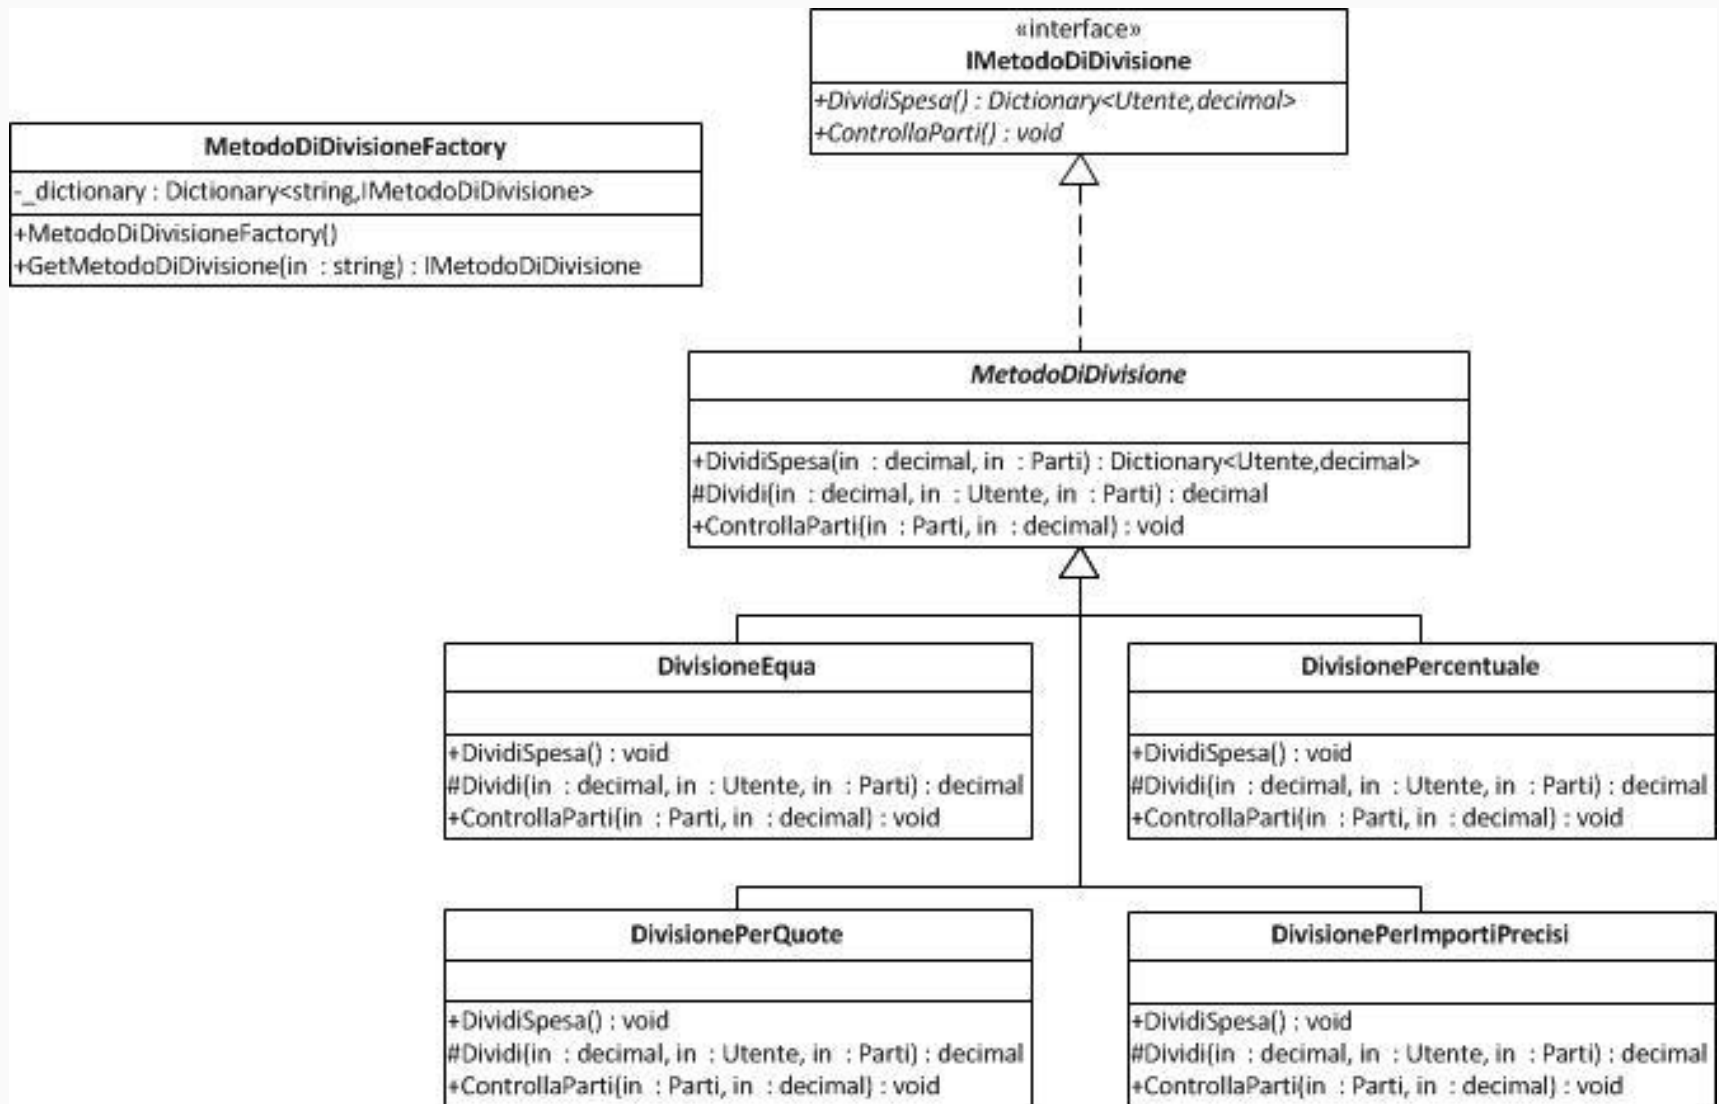 «interface»
IMetodoDiDivisione
+DividiSpesa() : Dictionary<Utente,decimal>
+ControllaParti() : void
MetodoDiDivisioneFactory
-_dictionary : Dictionary<string,IMetodoDiDivisione>
+MetodoDiDivisioneFactory()
+GetMetodoDiDivisione(in : string) : IMetodoDiDivisione
MetodoDiDivisione
+DividiSpesa(in : decimal, in : Parti) : Dictionary<Utente,decimal>
#Dividi(in : decimal, in : Utente, in : Parti) : decimal
+ControllaParti(in : Parti, in : decimal) : void
DivisioneEqua
+DividiSpesa() : void
#Dividi(in : decimal, in : Utente, in : Parti) : decimal
+ControllaParti(in : Parti, in : decimal) : void
DivisionePercentuale
+DividiSpesa() : void
#Dividi(in : decimal, in : Utente, in : Parti) : decimal
+ControllaParti(in : Parti, in : decimal) : void
DivisionePerQuote
+DividiSpesa() : void
#Dividi(in : decimal, in : Utente, in : Parti) : decimal
+ControllaParti(in : Parti, in : decimal) : void
DivisionePerImportiPrecisi
+DividiSpesa() : void
#Dividi(in : decimal, in : Utente, in : Parti) : decimal
+ControllaParti(in : Parti, in : decimal) : void